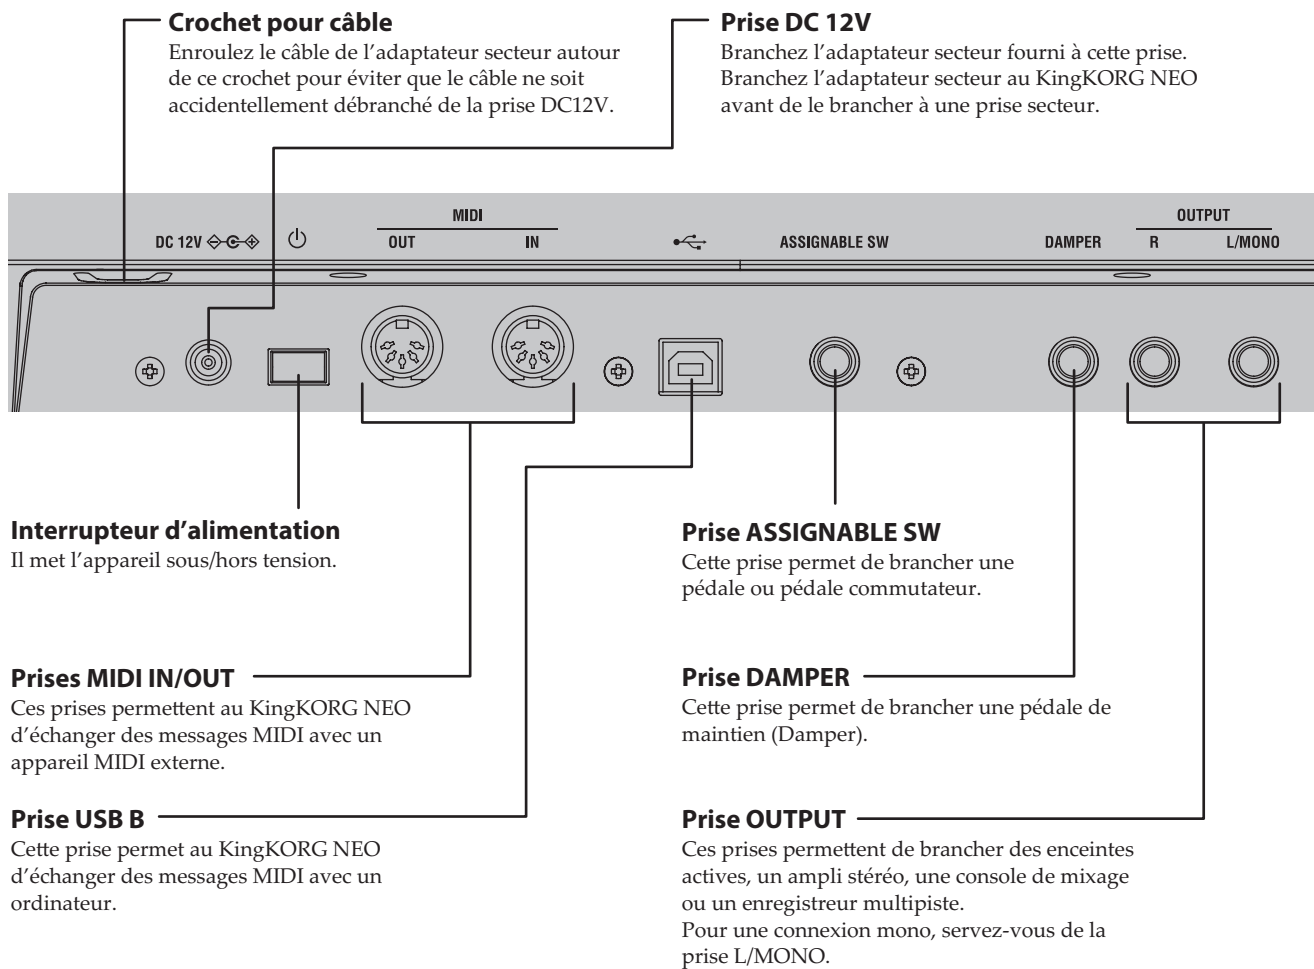 Crochet pour câble
Enroulez le câble de l’adaptateur secteur autour
de ce crochet pour éviter que le câble ne soit
accidentellement débranché de la prise DC12V.
Prise DC 12V
Branchez l’adaptateur secteur fourni à cette prise.
Branchez l’adaptateur secteur au KingKORG NEO
avant de le brancher à une prise secteur.
MIDI
OUTPUT
DC 12V
OUT
IN
ASSIGNABLE SW
DAMPER
R
L/MONO
Interrupteur d’alimentation
Il met l’appareil sous/hors tension.
Prise ASSIGNABLE SW
Cette prise permet de brancher une
pédale ou pédale commutateur.
Prises MIDI IN/OUT
Ces prises permettent au KingKORG NEO
d’échanger des messages MIDI avec un
appareil MIDI externe.
Prise DAMPER
Cette prise permet de brancher une pédale de
maintien (Damper).
Prise USB B
Cette prise permet au KingKORG NEO
d’échanger des messages MIDI avec un
ordinateur.
Prise OUTPUT
Ces prises permettent de brancher des enceintes
actives, un ampli stéréo, une console de mixage
ou un enregistreur multipiste.
Pour une connexion mono, servez-vous de la
prise L/MONO.